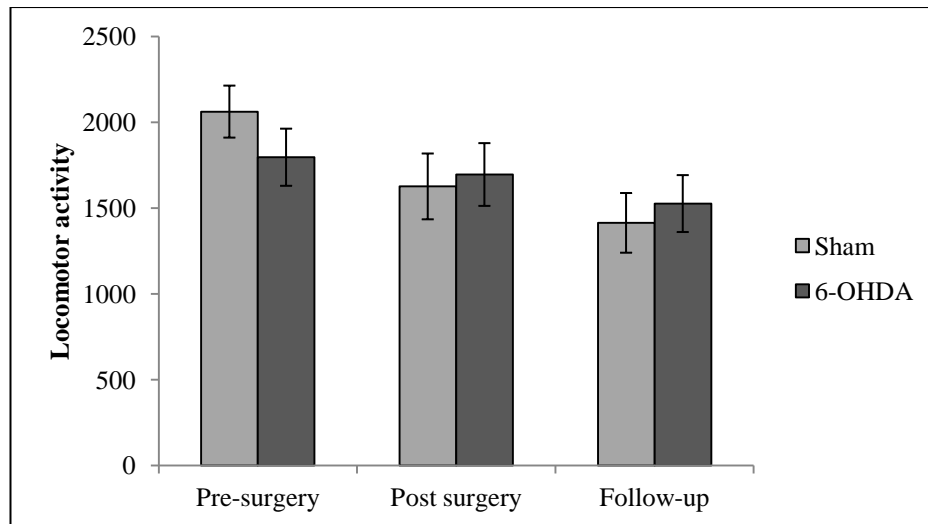 2500
2000
1500
1000
500
0
Locomotor activity
Pre-surgery
Post surgery
Follow-up
Sham
6-OHDA